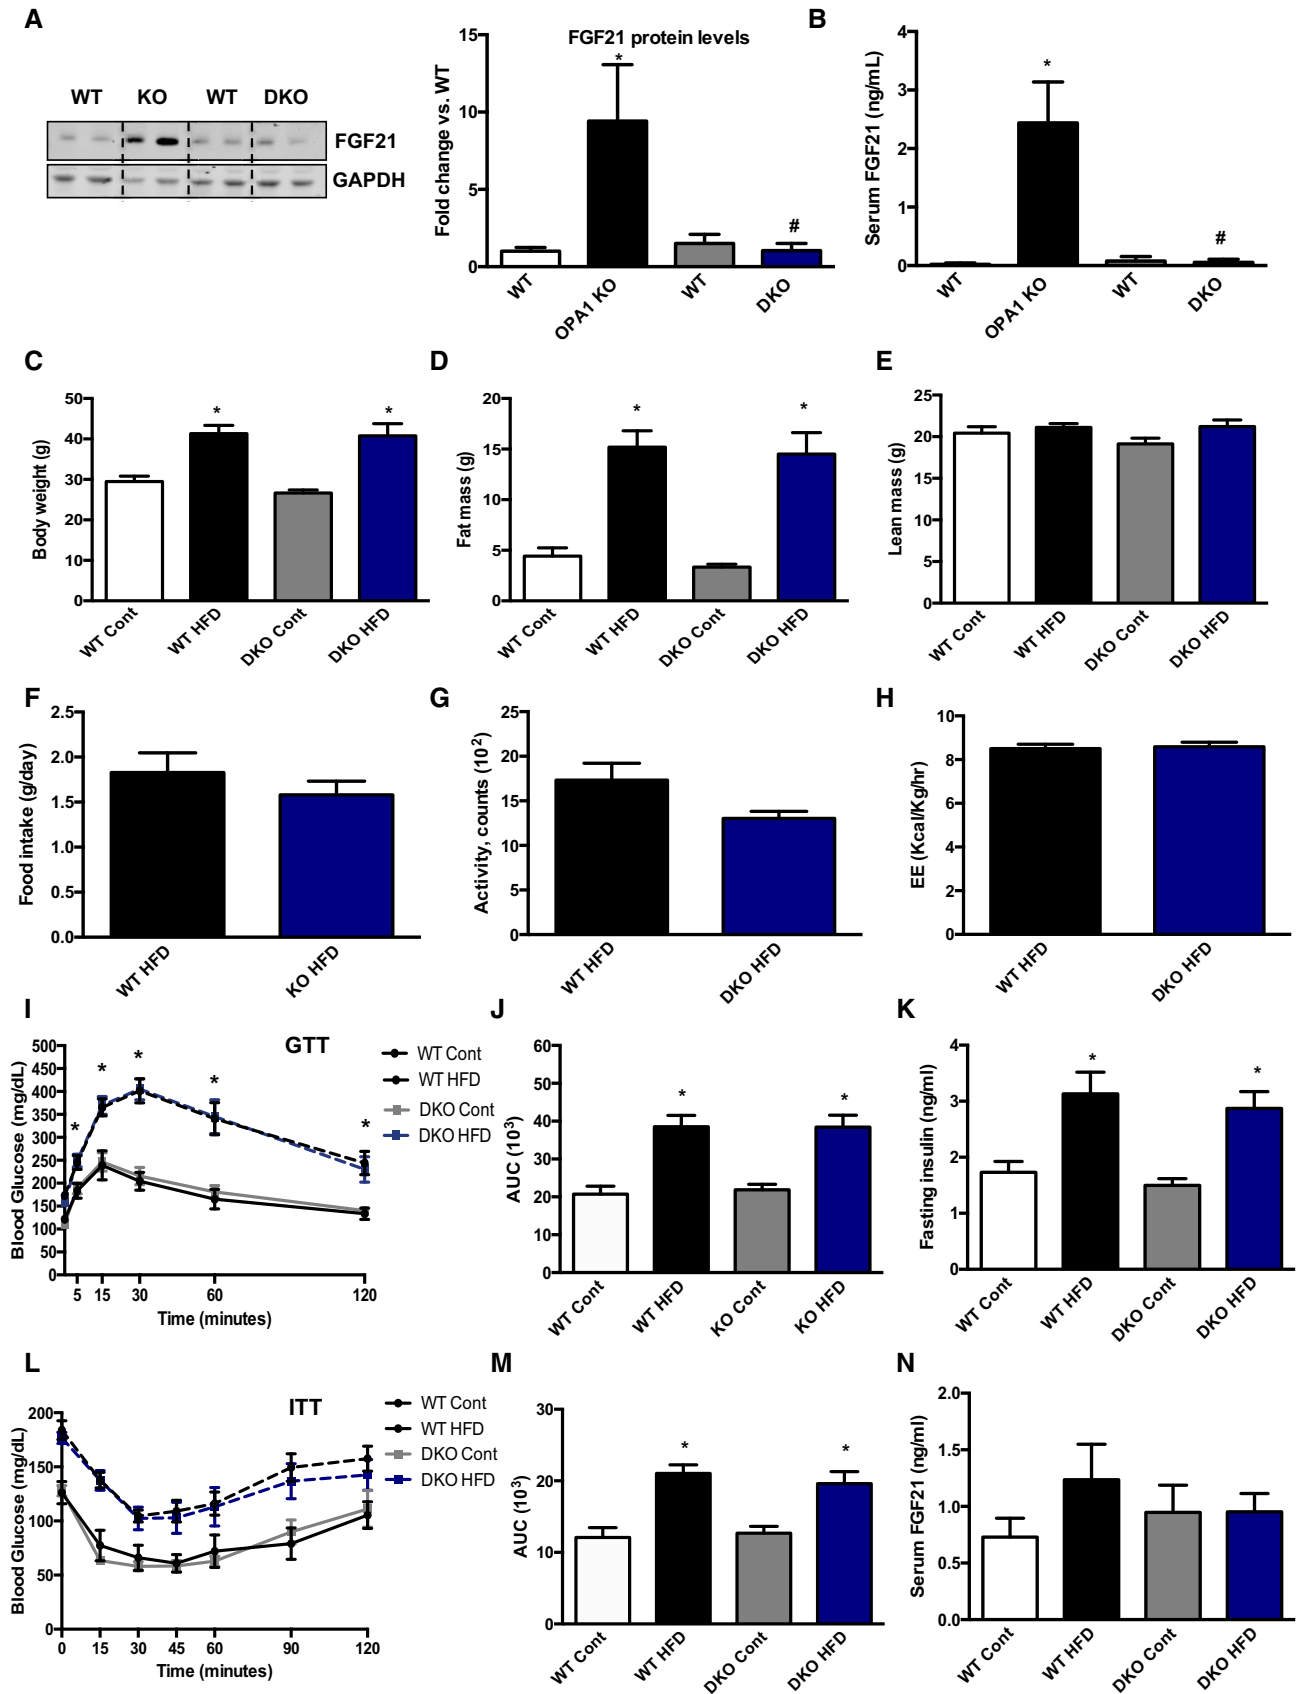 A
WT KO WT DKO
FGF21
GAPDH
FGF21 protein levels
Fold change vs. WT
15
10
5
0
*
#
WT
OPA1 KO
WT
DKO
B
Serum FGF21 (ng/mL)
4
3
2
1
0
*
#
WT
OPA1 KO
WT
DKO
C
Body weight (g)
50
40
30
20
10
0
*
*
WT Cont
WT HFD
DKO Cont
DKO HFD
D
Fat mass (g)
20
15
10
5
0
*
*
WT Cont
WT HFD
DKO Cont
DKO HFD
E
Lean mass (g)
25
20
15
10
5
0
WT Cont
WT HFD
DKO Cont
DKO HFD
F
Food intake (g/day)
2.5
2.0
1.5
1.0
0.5
0.0
WT HFD
KO HFD
G
Activity, counts (10²)
25
20
15
10
5
0
WT HFD
DKO HFD
H
EE (Kcal/Kg/hr)
10
8
6
4
2
0
WT HFD
DKO HFD
I
GTT
Blood Glucose (mg/dL)
500
450
400
350
300
250
200
150
100
50
0
*
*
*
*
*
5 15 30 60 120
Time (minutes)
WT Cont
WT HFD
DKO Cont
DKO HFD
J
AUC (10³)
60
50
40
30
20
10
0
*
*
WT Cont
WT HFD
KO Cont
KO HFD
K
Fasting insulin (ng/ml)
4
3
2
1
0
*
*
WT Cont
WT HFD
DKO Cont
DKO HFD
L
ITT
Blood Glucose (mg/dL)
200
150
100
50
0
0 15 30 45 60 90 120
Time (minutes)
WT Cont
WT HFD
DKO Cont
DKO HFD
M
AUC (10³)
30
20
10
0
*
*
WT Cont
WT HFD
DKO Cont
DKO HFD
N
Serum FGF21 (ng/ml)
2.0
1.5
1.0
0.5
0.0
WT Cont
WT HFD
DKO Cont
DKO HFD